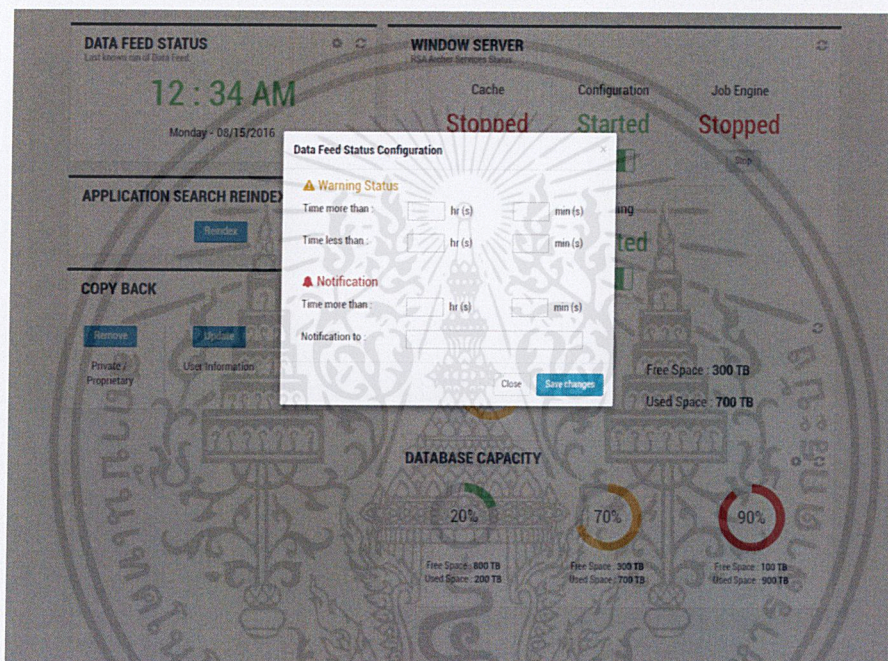 DATA FEED STATUS
Last known run of Data Feed
12 : 34 AM
Monday - 08/15/2016
WINDOW SERVER
RSA Archer Services Status
Cache
Configuration
Job Engine
Stopped
Started
Stopped
Stop
APPLICATION SEARCH REINDEX
Reindex
COPY BACK
Remove
Update
Private /
Proprietary
User Information
Data Feed Status Configuration
x
Warning Status
Time more than :
hr (s)
min (s)
Time less than :
hr (s)
min (s)
Notification
Time more than :
hr (s)
min (s)
Notification to :
Close
Save changes
Free Space : 300 TB
Used Space : 700 TB
DATABASE CAPACITY
20%
70%
90%
Free Space : 800 TB
Used Space : 200 TB
Free Space : 300 TB
Used Space : 700 TB
Free Space : 100 TB
Used Space : 900 TB